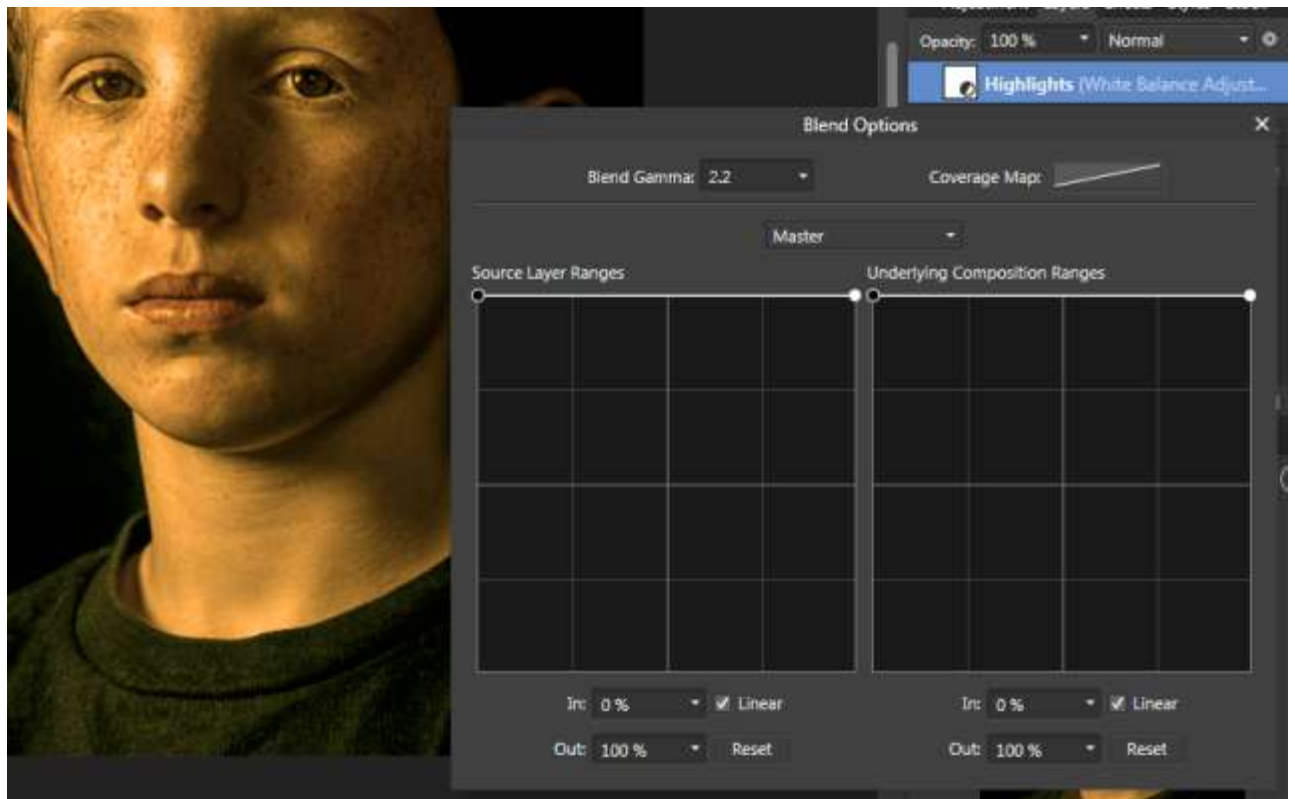 Opacity: 100 % Normal
Highlights (White Balance Adjust...
Blend Options
Blend Gamma: 2.2 Coverage Map:
Master
Source Layer Ranges Underlying Composition Ranges
In: 0 % Linear In: 0 % Linear
Out: 100 % Reset Out: 100 % Reset